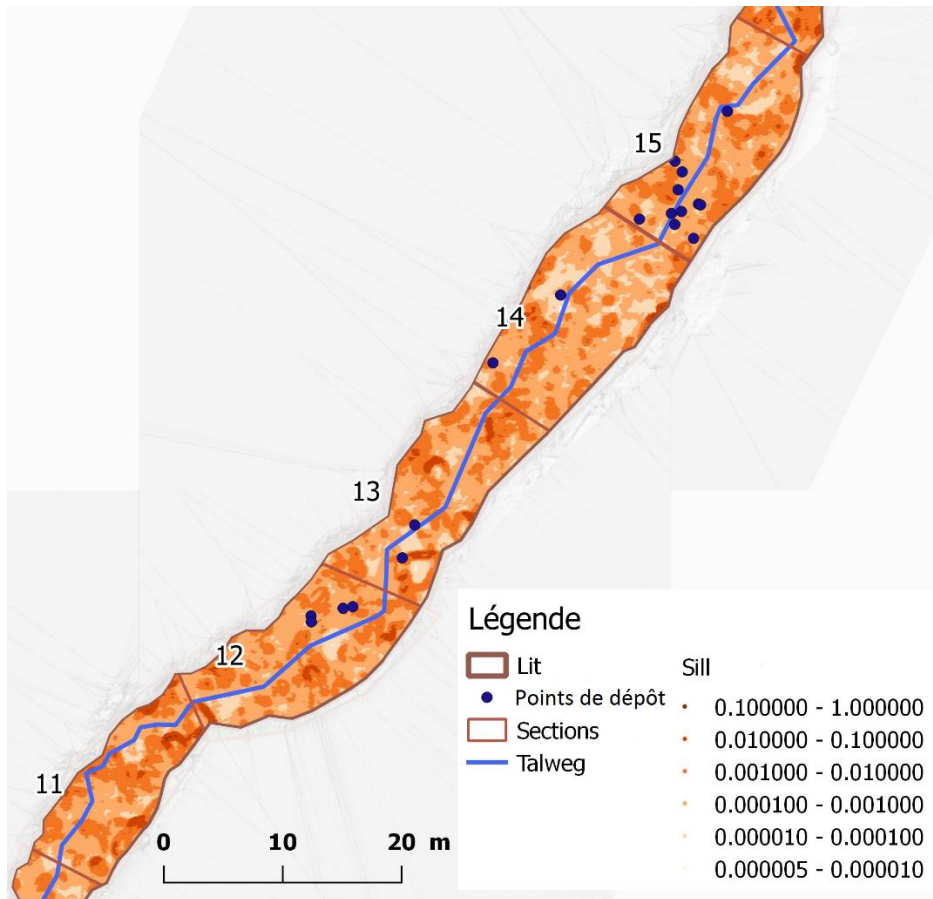 15
14
13
12
11
0 10 20 m
Légende
Lit
Points de dépôt
Sections
Talweg
Sill
0.100000 - 1.000000
0.010000 - 0.100000
0.001000 - 0.010000
0.000100 - 0.001000
0.000010 - 0.000100
0.000005 - 0.000010